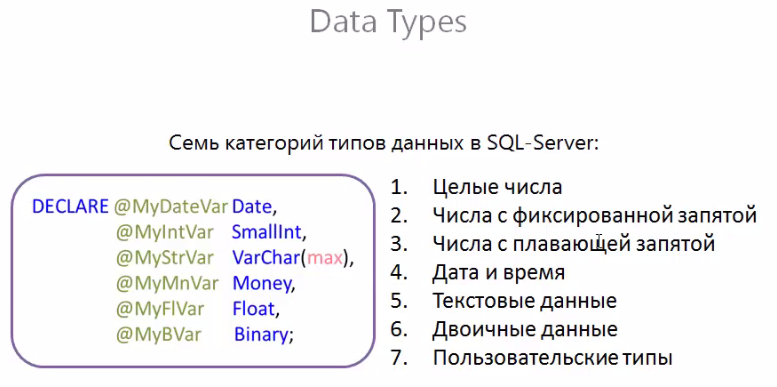 Data Types
Семь категорий типов данных в SQL-Server:
DECLARE @MyDateVar Date,
@MyIntVar SmallInt,
@MyStrVar VarChar(max),
@MyMnVar Money,
@MyFlVar Float,
@MyBVar Binary;
1. Целые числа
2. Числа с фиксированной запятой
3. Числа с плавающей запятой
4. Дата и время
5. Текстовые данные
6. Двоичные данные
7. Пользовательские типы